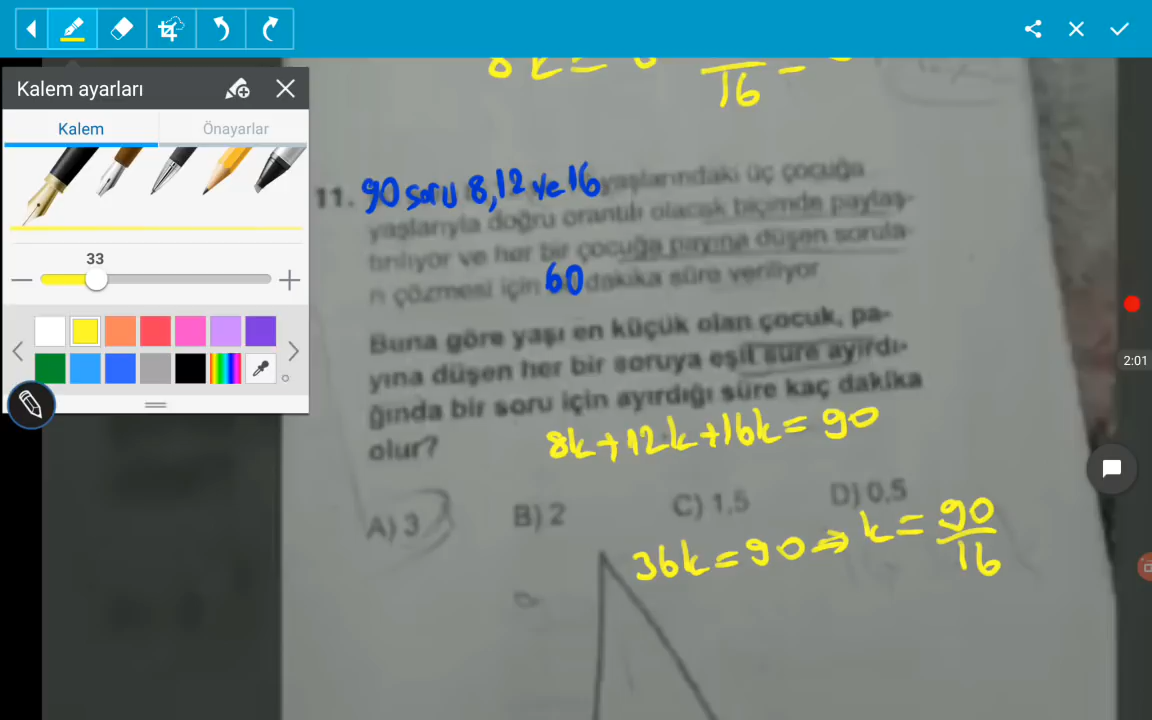 8k=
16
Kalem ayarları
Kalem
Önayarlar
33
11. 90 soru 8,12 ve 16 yaşlarındaki üç çocuğa
yaşlarıyla doğru orantılı olacak biçimde paylaş-
tırılıyor ve her bir çocuğa payına düşen sorula-
n çözmesi için 60 dakika süre veriliyor
Buna göre yaşı en küçük olan çocuk, pa-
yına düşen her bir soruya eşit süre ayırdı-
ğında bir soru için ayırdığı süre kaç dakika
olur?
8k+12k+16k=90
A) 3
B) 2
C) 1,5
D) 0,5
36k=90⇒k=90
16
2:01